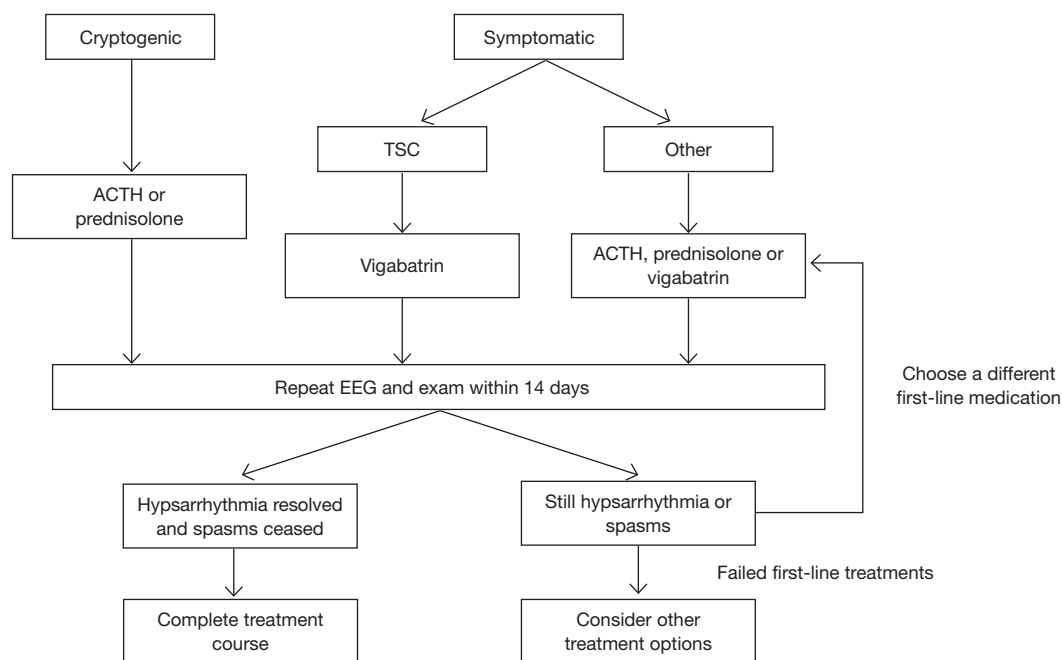 Cryptogenic
Symptomatic
TSC
Other
ACTH or
prednisolone
Vigabatrin
ACTH, prednisolone or
vigabatrin
Repeat EEG and exam within 14 days
Choose a different
first-line medication
Hypsarrhythmia resolved
and spasms ceased
Still hypsarrhythmia or
spasms
Failed first-line treatments
Complete treatment
course
Consider other
treatment options